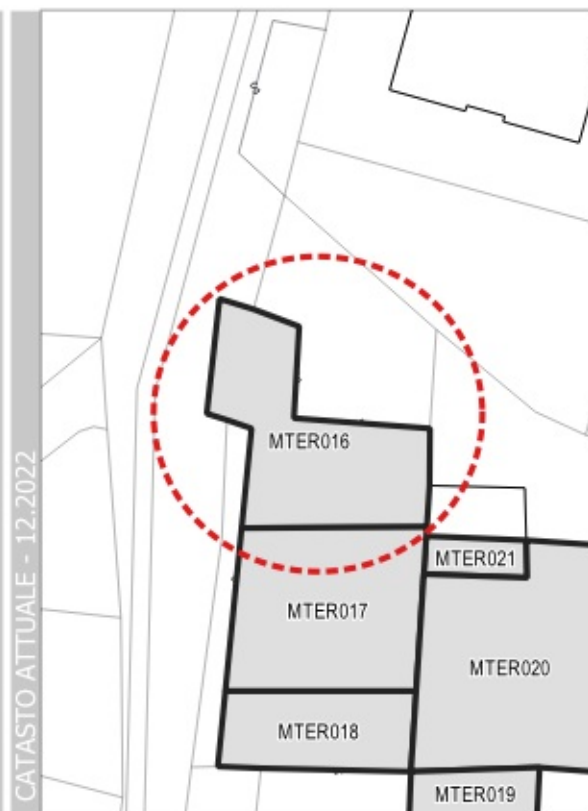 CATASTO ATTUALE - 12.2022
MTER016
MTER021
MTER017
MTER020
MTER018
MTER019